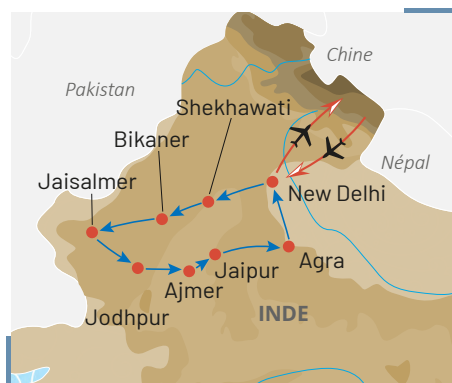 Chine
Pakistan
Shekhawati
Bikaner
Népal
Jaisalmer
New Delhi
Agra
Jaipur
Ajmer
Jodhpur
INDE